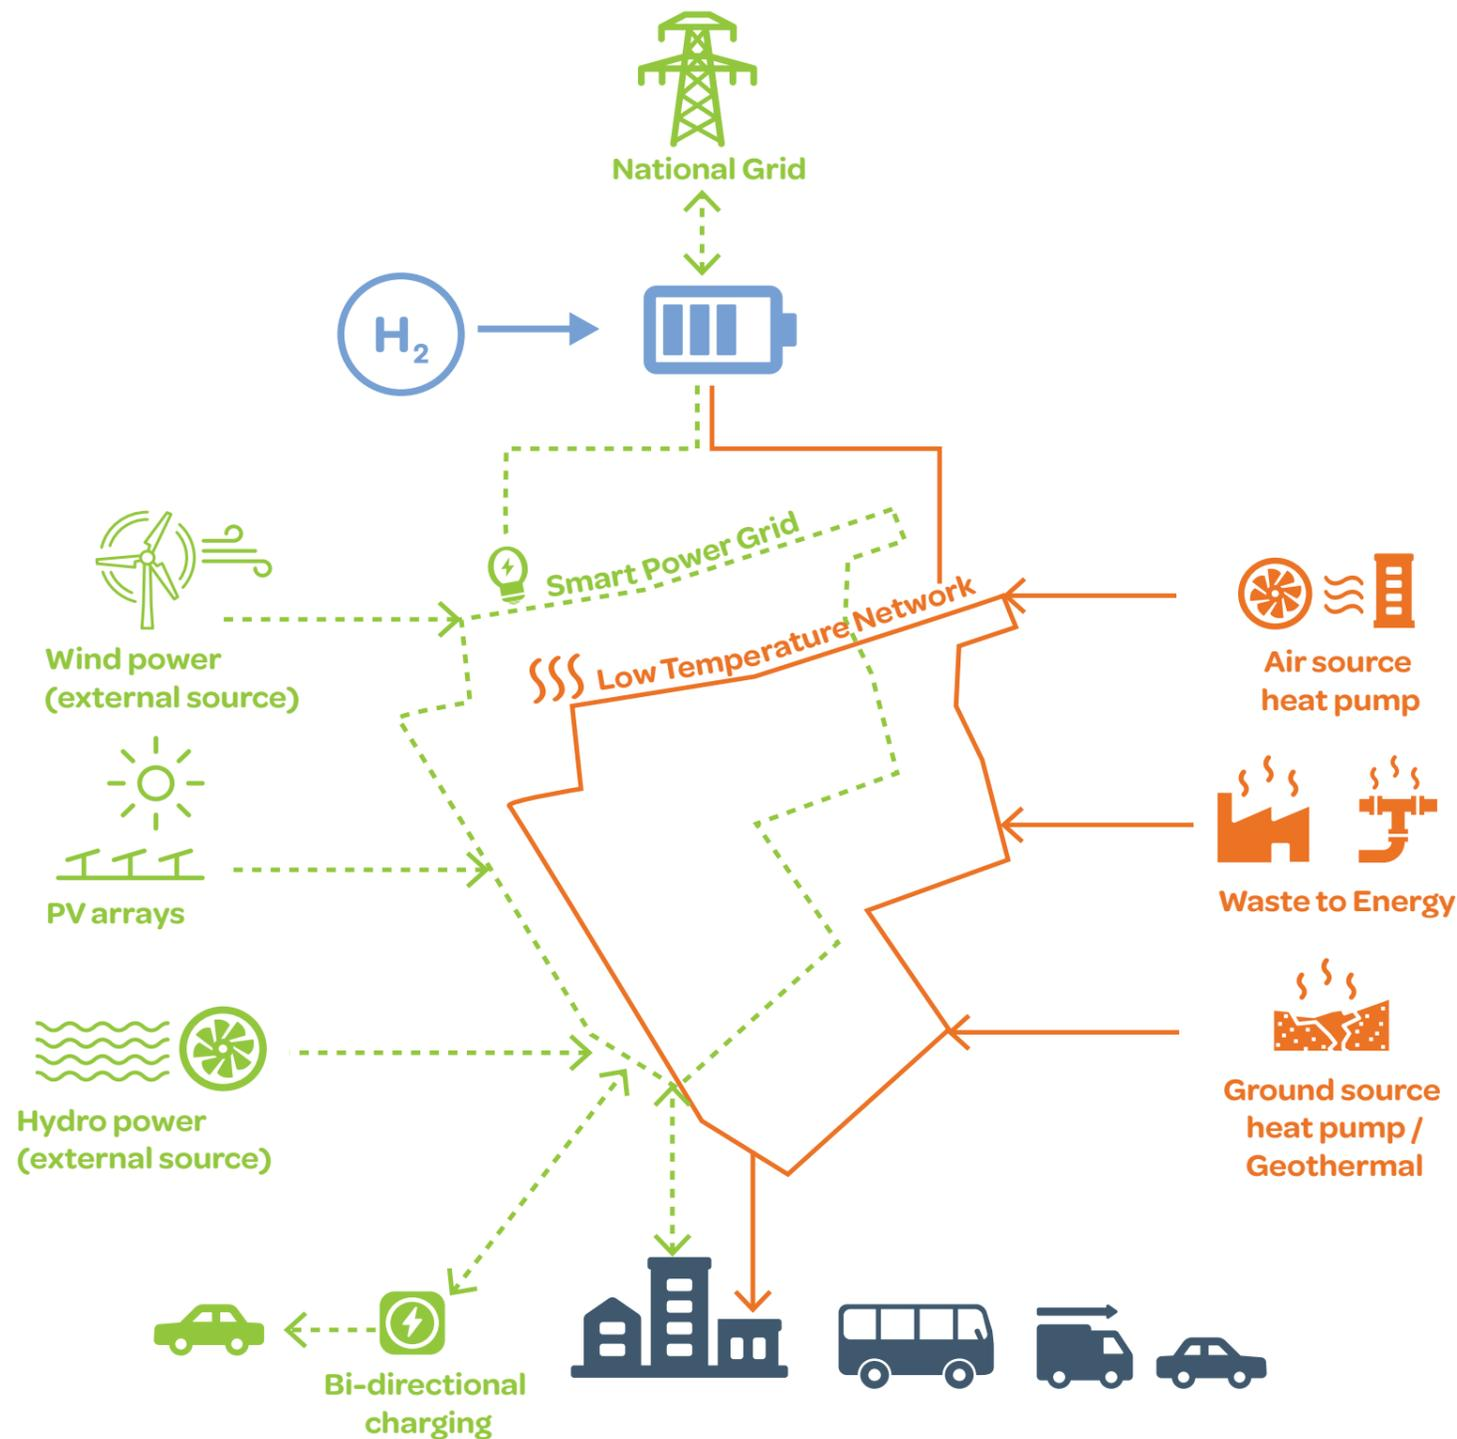 National Grid
H₂
Smart Power Grid
Low Temperature Network
Wind power
(external source)
Air source
heat pump
PV arrays
Waste to Energy
Hydro power
(external source)
Ground source
heat pump /
Geothermal
Bi-directional
charging